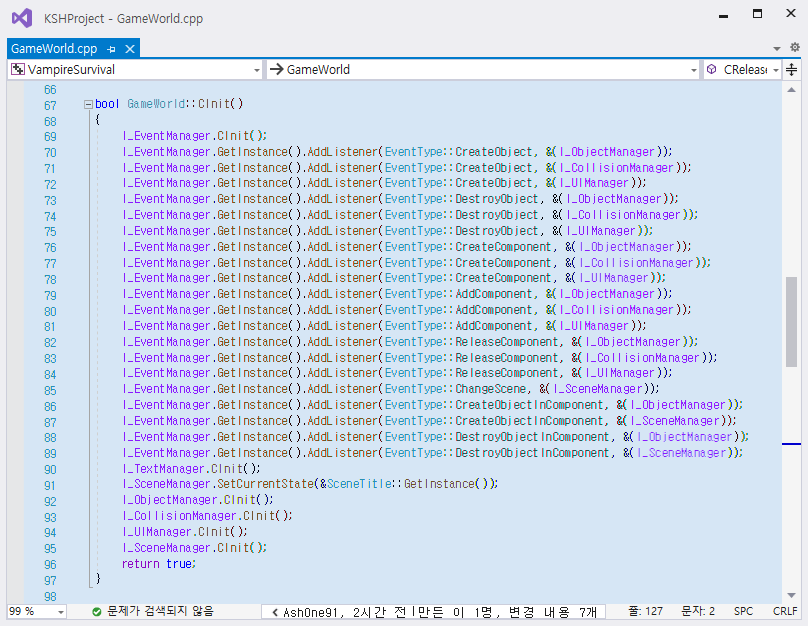 KSHProject - GameWorld.cpp
GameWorld.cpp
VampireSurvival
GameWorld
CRelease
66
67 bool GameWorld::CInit()
68 {
69 I_EventManager.CInit();
70 I_EventManager.GetInstance().AddListener(EventType::CreateObject, &(I_ObjectManager));
71 I_EventManager.GetInstance().AddListener(EventType::CreateObject, &(I_CollisionManager));
72 I_EventManager.GetInstance().AddListener(EventType::CreateObject, &(I_UIManager));
73 I_EventManager.GetInstance().AddListener(EventType::DestroyObject, &(I_ObjectManager));
74 I_EventManager.GetInstance().AddListener(EventType::DestroyObject, &(I_CollisionManager));
75 I_EventManager.GetInstance().AddListener(EventType::DestroyObject, &(I_UIManager));
76 I_EventManager.GetInstance().AddListener(EventType::CreateComponent, &(I_ObjectManager));
77 I_EventManager.GetInstance().AddListener(EventType::CreateComponent, &(I_CollisionManager));
78 I_EventManager.GetInstance().AddListener(EventType::CreateComponent, &(I_UIManager));
79 I_EventManager.GetInstance().AddListener(EventType::AddComponent, &(I_ObjectManager));
80 I_EventManager.GetInstance().AddListener(EventType::AddComponent, &(I_CollisionManager));
81 I_EventManager.GetInstance().AddListener(EventType::AddComponent, &(I_UIManager));
82 I_EventManager.GetInstance().AddListener(EventType::ReleaseComponent, &(I_ObjectManager));
83 I_EventManager.GetInstance().AddListener(EventType::ReleaseComponent, &(I_CollisionManager));
84 I_EventManager.GetInstance().AddListener(EventType::ReleaseComponent, &(I_UIManager));
85 I_EventManager.GetInstance().AddListener(EventType::ChangeScene, &(I_SceneManager));
86 I_EventManager.GetInstance().AddListener(EventType::CreateObjectInComponent, &(I_ObjectManager));
87 I_EventManager.GetInstance().AddListener(EventType::CreateObjectInComponent, &(I_SceneManager));
88 I_EventManager.GetInstance().AddListener(EventType::DestroyObjectInComponent, &(I_ObjectManager));
89 I_EventManager.GetInstance().AddListener(EventType::DestroyObjectInComponent, &(I_SceneManager));
90 I_TextManager.CInit();
91 I_SceneManager.SetCurrentState(&SceneTitle::GetInstance());
92 I_ObjectManager.CInit();
93 I_CollisionManager.CInit();
94 I_UIManager.CInit();
95 I_SceneManager.CInit();
96 return true;
97 }
98
99 % 문제가 검색되지 않음 AshOne91, 2시간 전|만든 이 1명, 변경 내용 7개 줄: 127 문자: 2 SPC CRLF